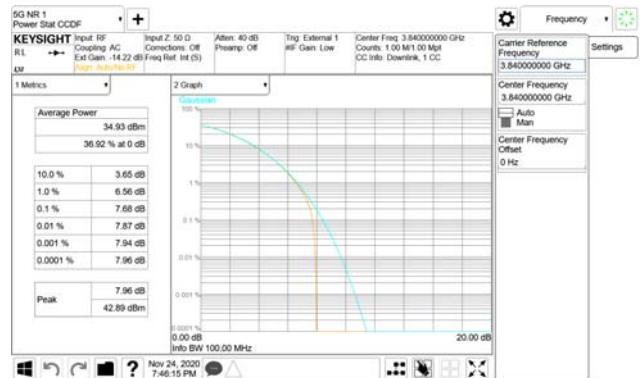 5G NR 1
Power Stat CCDF
Frequency
KEYSIGHT
RL
Input: RF
Coupling: AC
Ext Gain: -14.22 dB
Align: Auto/No RF
Input Z: 50 Ω
Corrections: Off
Freq Ref: Int (S)
Atten: 40 dB
Preamp: Off
Trig: External 1
#IF Gain: Low
Center Freq: 3.840000000 GHz
Counts: 1.00 M/1.00 Mpt
CC Info: Downlink, 1 CC
1 Metrics
Average Power
34.93 dBm
36.92 % at 0 dB
10.0 % 3.65 dB
1.0 % 6.56 dB
0.1 % 7.68 dB
0.01 % 7.87 dB
0.001 % 7.94 dB
0.0001 % 7.96 dB
Peak
7.96 dB
42.89 dBm
2 Graph
Gaussian
100 %
10 %
1 %
0.1 %
0.01 %
0.001 %
0.0001 %
0.00 dB
20.00 dB
Info BW 100.00 MHz
Carrier Reference
Frequency
3.840000000 GHz
Center Frequency
3.840000000 GHz
Auto
Man
Center Frequency
Offset
0 Hz
Settings
?
Nov 24, 2020
7:46:15 PM